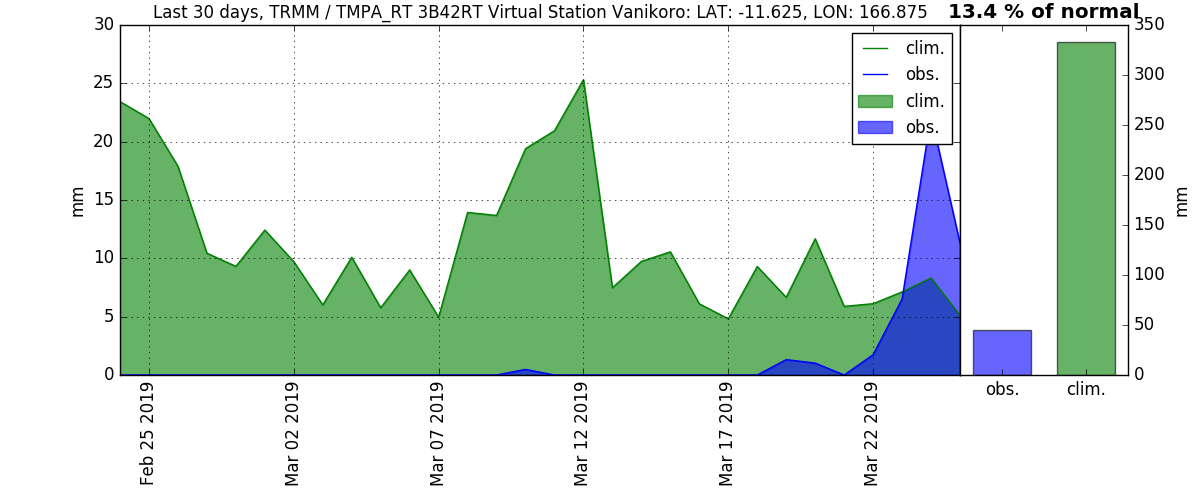 Last 30 days, TRMM / TMPA_RT 3B42RT Virtual Station Vanikoro: LAT: -11.625, LON: 166.875
13.4 % of normal
30
25
20
15
10
5
0
mm
clim.
obs.
clim.
obs.
350
300
250
200
150
100
50
0
mm
obs.
clim.
Feb 25 2019
Mar 02 2019
Mar 07 2019
Mar 12 2019
Mar 17 2019
Mar 22 2019